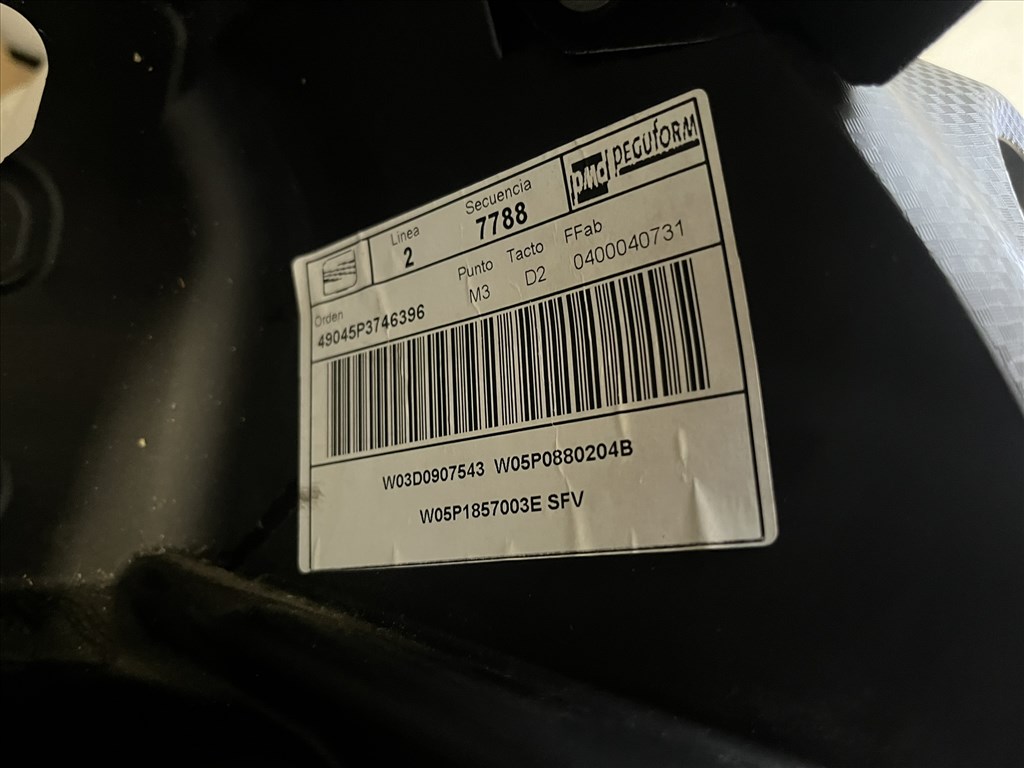 Linea Secuencia pmd peguform
2 7788
Orden Punto Tacto FFab
49045P3746396 M3 D2 0400040731
W03D0907543 W05P0880204B
W05P1857003E SFV